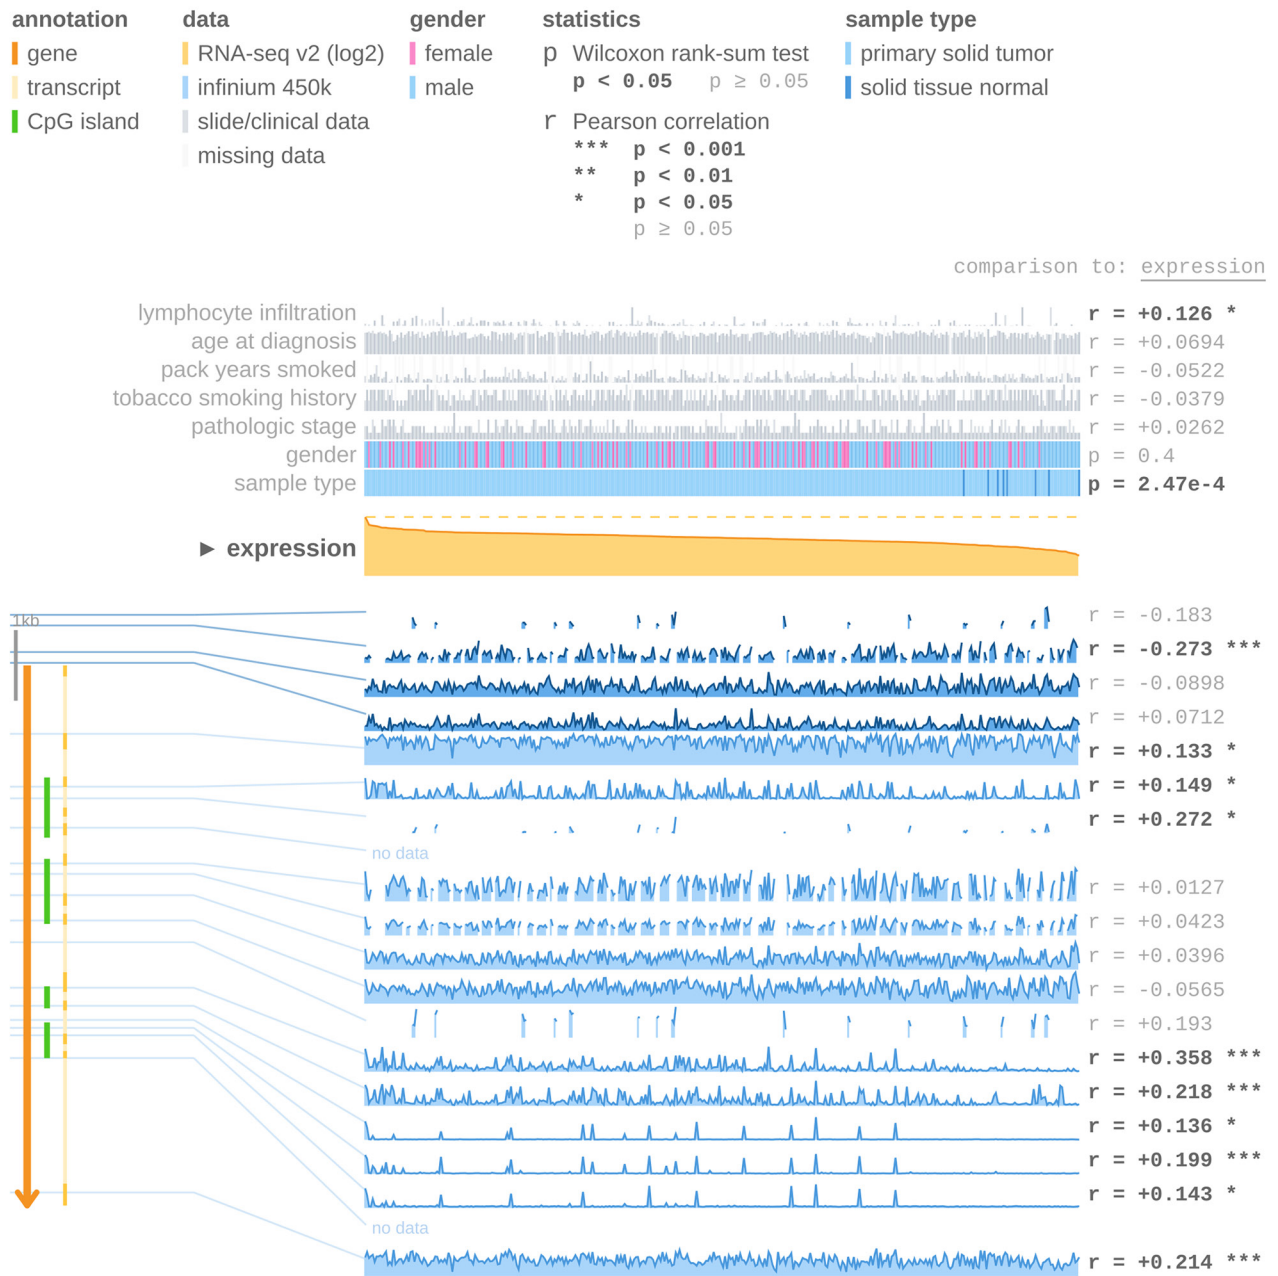 annotation
gene
transcript
CpG island
data
RNA-seq v2 (log2)
infinium 450k
slide/clinical data
missing data
gender
female
male
statistics
p Wilcoxon rank-sum test
p < 0.05 p ≥ 0.05
r Pearson correlation
*** p < 0.001
** p < 0.01
* p < 0.05
p ≥ 0.05
sample type
primary solid tumor
solid tissue normal
comparison to: expression
lymphocyte infiltration r = +0.126 *
age at diagnosis r = +0.0694
pack years smoked r = -0.0522
tobacco smoking history r = -0.0379
pathologic stage r = +0.0262
gender p = 0.4
sample type p = 2.47e-4
► expression
1kb
r = -0.183
r = -0.273 ***
r = -0.0898
r = +0.0712
r = +0.133 *
r = +0.149 *
r = +0.272 *
no data
r = +0.0127
r = +0.0423
r = +0.0396
r = -0.0565
r = +0.193
r = +0.358 ***
r = +0.218 ***
r = +0.136 *
r = +0.199 ***
r = +0.143 *
no data
r = +0.214 ***